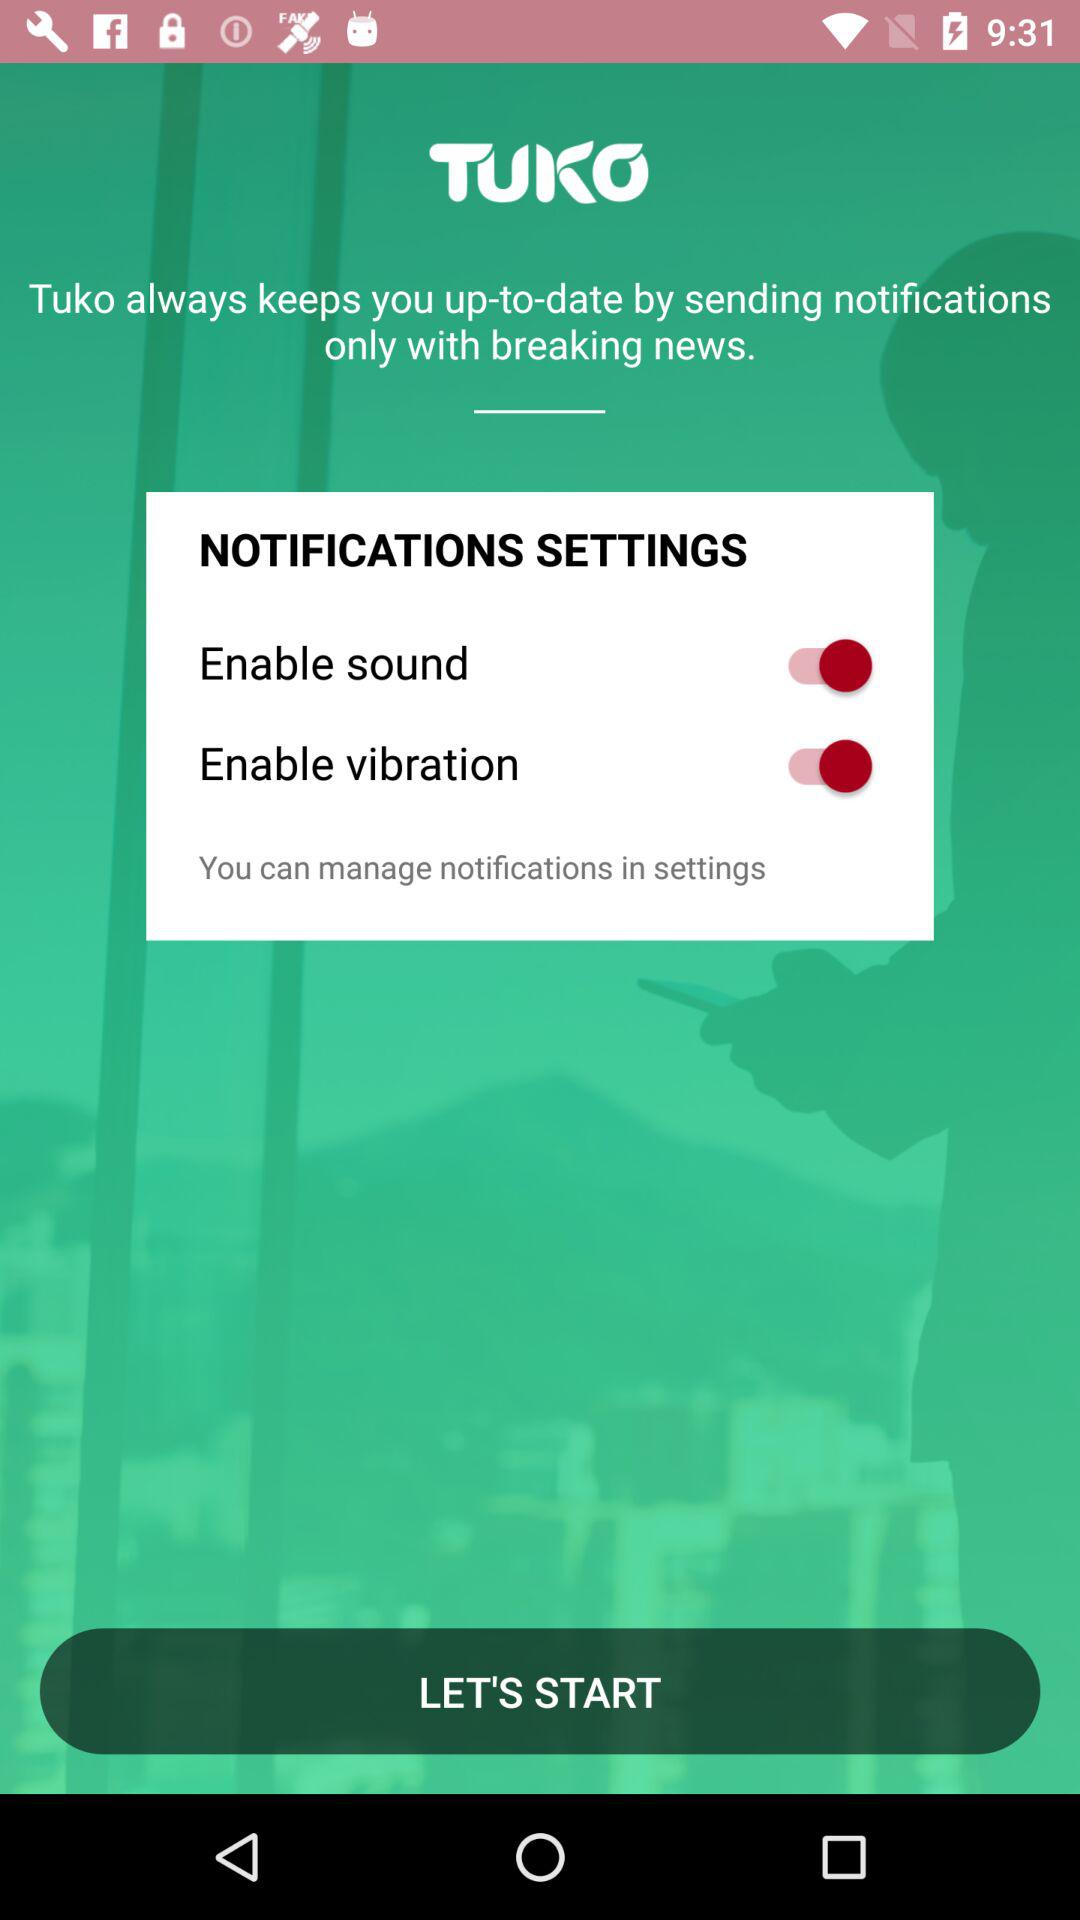 FAKE
9:31
TUKO
Tuko always keeps you up-to-date by sending notifications
only with breaking news.
NOTIFICATIONS SETTINGS
Enable sound
Enable vibration
You can manage notifications in settings
LET'S START